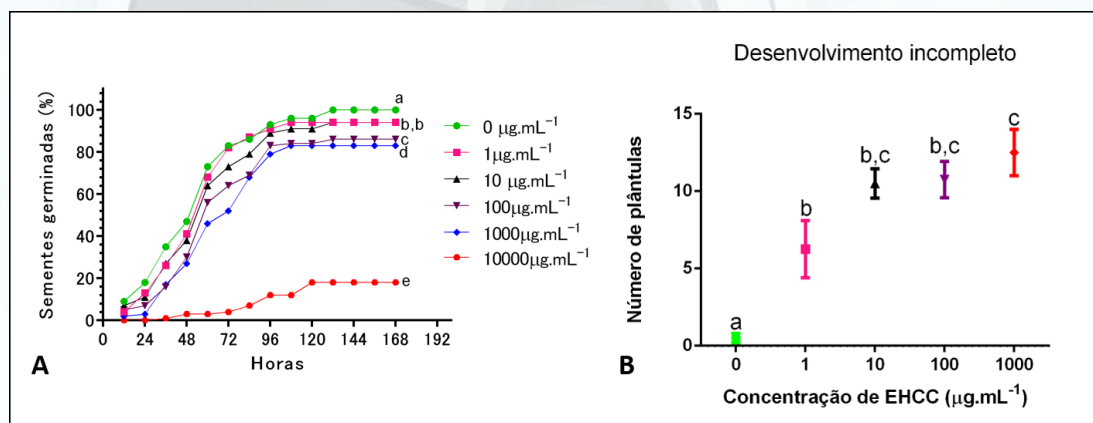 Sementes germinadas (%)
100
80
60
40
20
0
0 24 48 72 96 120 144 168 192
Horas
a
b,b
c
d
e
0 µg.mL⁻¹
1µg.mL⁻¹
10 µg.mL⁻¹
100µg.mL⁻¹
1000µg.mL⁻¹
10000µg.mL⁻¹
A
Desenvolvimento incompleto
Número de plântulas
15
10
5
0
a
b
b,c
b,c
c
0 1 10 100 1000
Concentração de EHCC (µg.mL⁻¹)
B